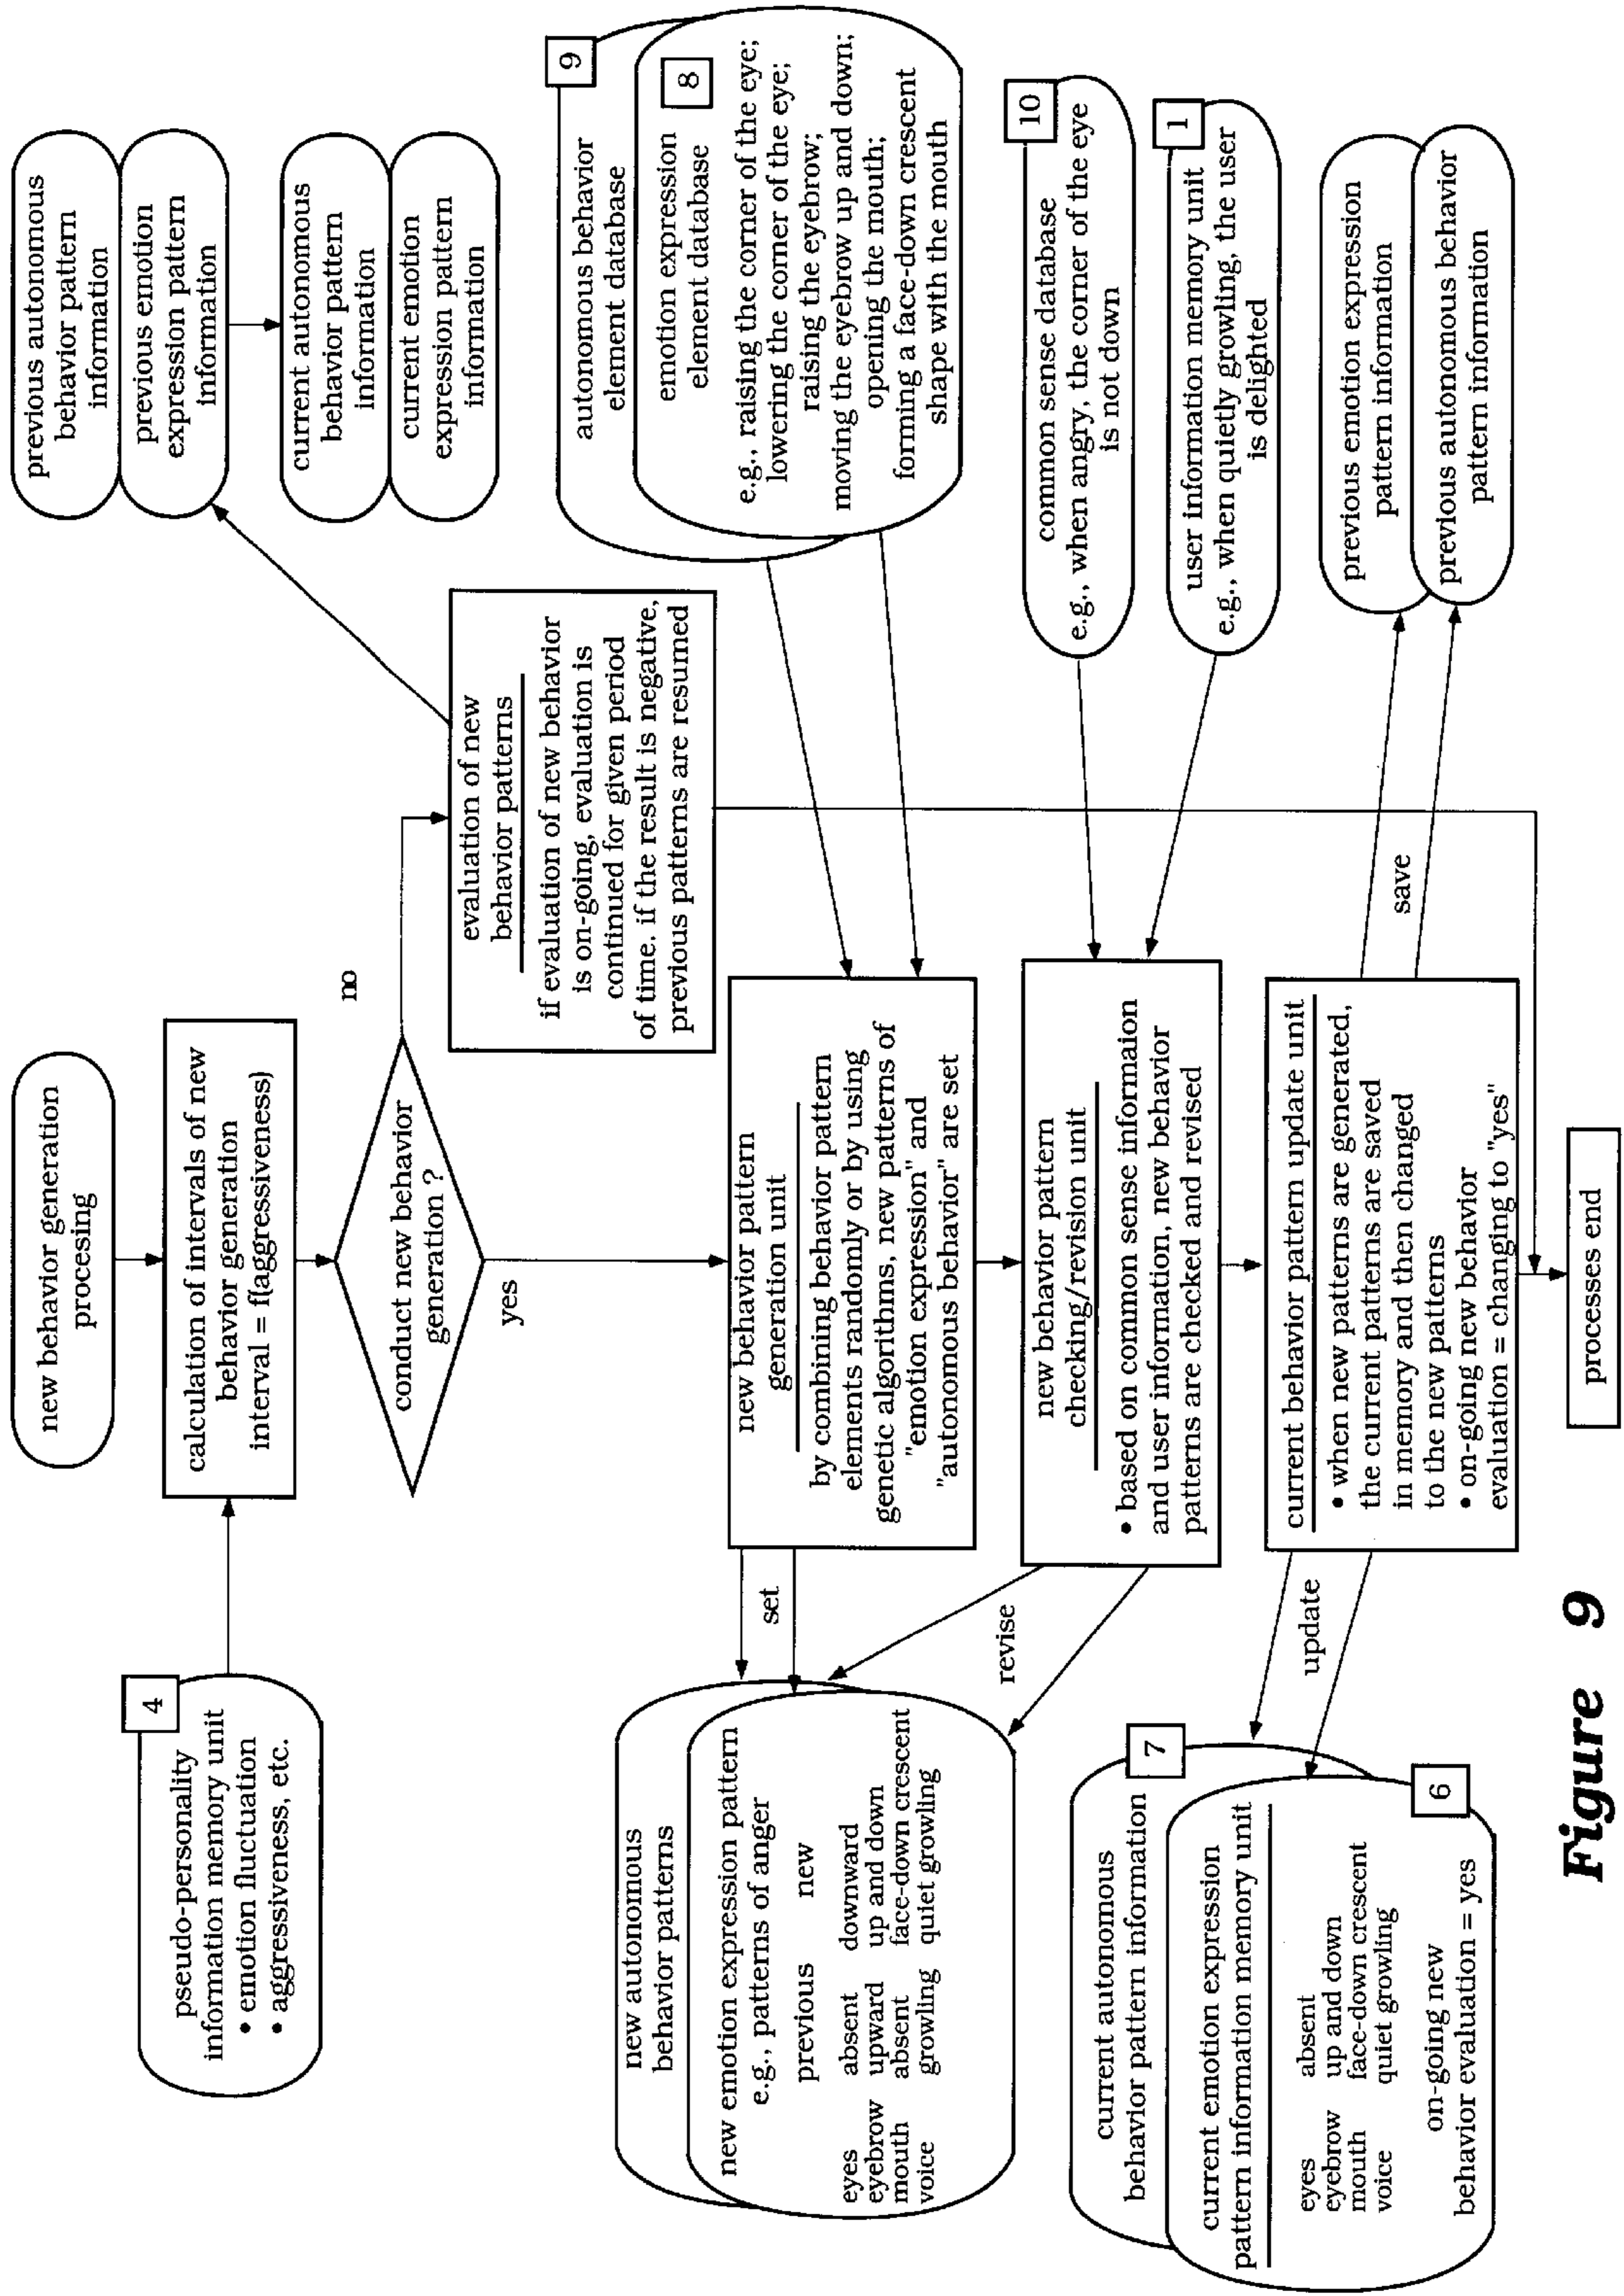 new behavior generation
procesing
4
pseudo-personality
information memory unit
• emotion fluctuation
• aggressiveness, etc.
calculation of intervals of new
behavior generation
interval = f(aggressiveness)
conduct new behavior
generation ?
no
yes
previous autonomous
behavior pattern
information
previous emotion
expression pattern
information
current autonomous
behavior pattern
information
current emotion
expression pattern
information
evaluation of new
behavior patterns
if evaluation of new behavior
is on-going, evaluation is
continued for given period
of time. if the result is negative,
previous patterns are resumed
9
autonomous behavior
element database
8
emotion expression
element database
e.g., raising the corner of the eye;
lowering the corner of the eye;
raising the eyebrow;
moving the eyebrow up and down;
opening the mouth;
forming a face-down crescent
shape with the mouth
new behavior pattern
generation unit
by combining behavior pattern
elements randomly or by using
genetic algorithms, new patterns of
"emotion expression" and
"autonomous behavior" are set
set
new autonomous
behavior patterns
new emotion expression pattern
e.g., patterns of anger
previous new
eyes absent downward
eyebrow upward up and down
mouth absent face-down crescent
voice growling quiet growling
revise
new behavior pattern
checking/revision unit
• based on common sense informaion
and user information, new behavior
patterns are checked and revised
10
common sense database
e.g., when angry, the corner of the eye
is not down
1
user information memory unit
e.g., when quietly growling, the user
is delighted
current behavior pattern update unit
• when new patterns are generated,
the current patterns are saved
in memory and then changed
to the new patterns
• on-going new behavior
evaluation = changing to "yes"
save
previous emotion expression
pattern information
previous autonomous behavior
pattern information
update
7
current autonomous
behavior pattern information
current emotion expression
pattern information memory unit
eyes absent
eyebrow up and down
mouth face-down crescent
voice quiet growling
6
on-going new
behavior evaluation = yes
processes end
Figure 9